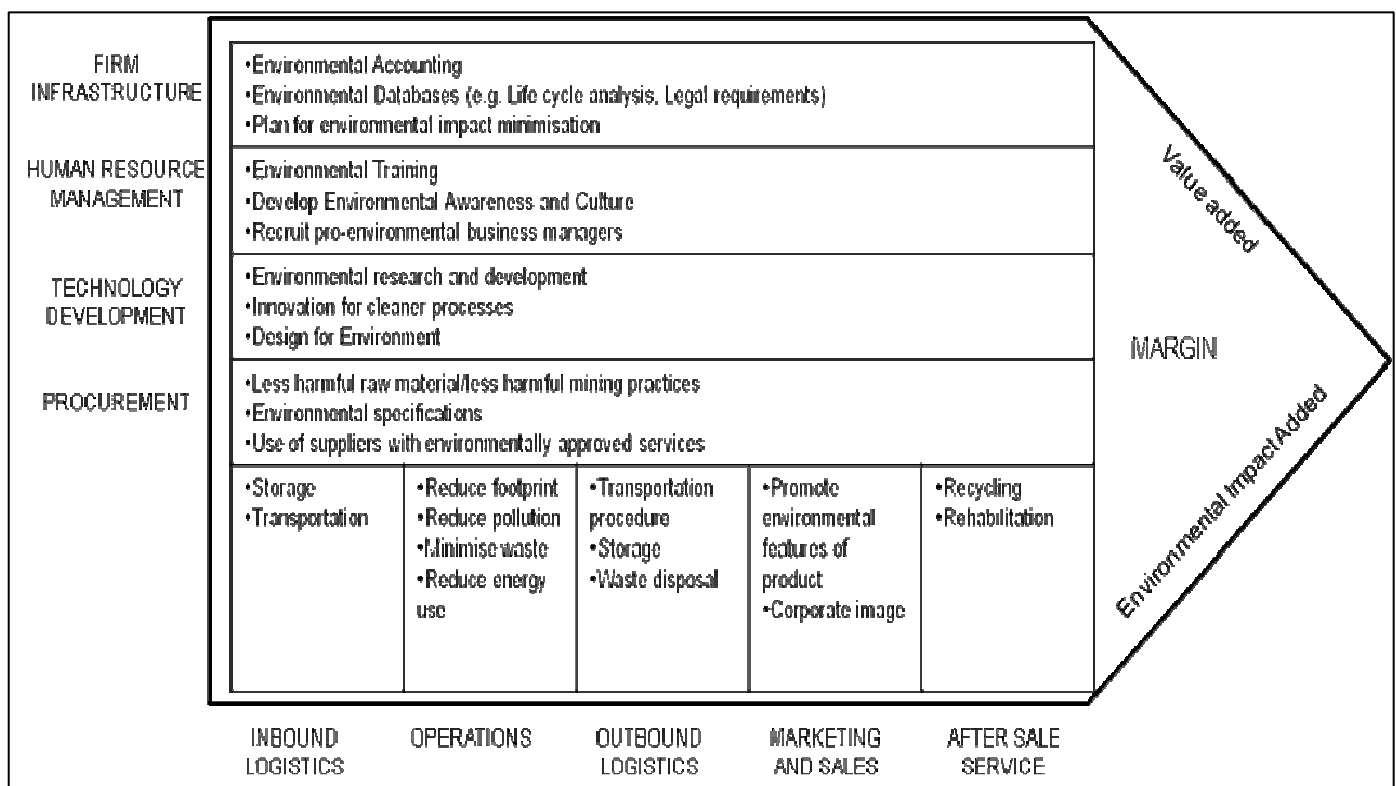 FIRM
INFRASTRUCTURE
•Environmental Accounting
•Environmental Databases (e.g. Life cycle analysis, Legal requirements)
•Plan for environmental impact minimisation
HUMAN RESOURCE
MANAGEMENT
•Environmental Training
•Develop Environmental Awareness and Culture
•Recruit pro-environmental business managers
TECHNOLOGY
DEVELOPMENT
•Environmental research and development
•Innovation for cleaner processes
•Design for Environment
PROCUREMENT
•Less harmful raw material/less harmful mining practices
•Environmental specifications
•Use of suppliers with environmentally approved services
•Storage
•Transportation
•Reduce footprint
•Reduce pollution
•Minimise waste
•Reduce energy
use
•Transportation
procedure
•Storage
•Waste disposal
•Promote
environmental
features of
product
•Corporate image
•Recycling
•Rehabilitation
Value added
MARGIN
Environmental Impact Added
INBOUND
LOGISTICS
OPERATIONS
OUTBOUND
LOGISTICS
MARKETING
AND SALES
AFTER SALE
SERVICE